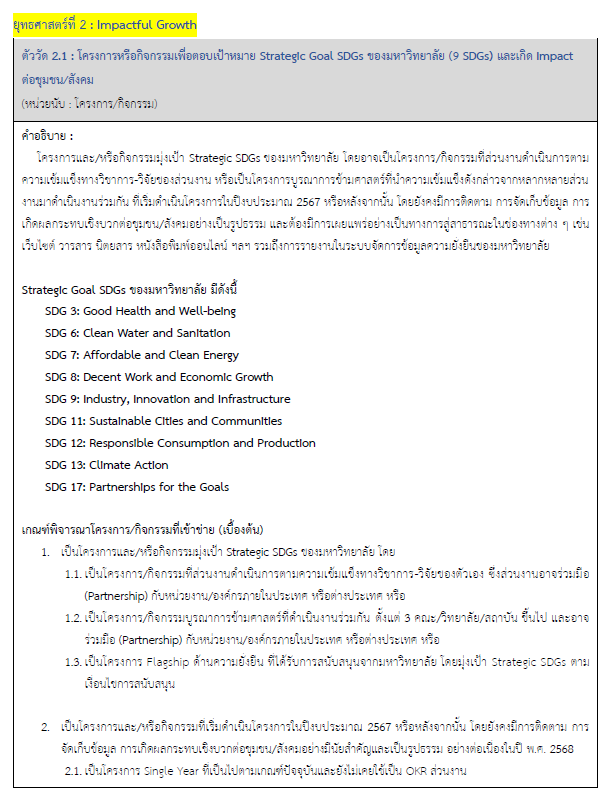 ยุทธศาสตร์ที่ 2 : Impactful Growth
ตัววัด 2.1 : โครงการหรือกิจกรรมเพื่อตอบเป้าหมาย Strategic Goal SDGs ของมหาวิทยาลัย (9 SDGs) และเกิด Impact
ต่อชุมชน/สังคม
(หน่วยนับ : โครงการ/กิจกรรม)
คำอธิบาย :
โครงการและ/หรือกิจกรรมมุ่งเป้า Strategic SDGs ของมหาวิทยาลัย โดยอาจเป็นโครงการ/กิจกรรมที่ส่วนงานดำเนินการตาม
ความเข้มแข็งทางวิชาการ-วิจัยของส่วนงาน หรือเป็นโครงการบูรณาการข้ามศาสตร์ที่นำความเข้มแข็งดังกล่าวจากหลากหลายส่วน
งานมาดำเนินงานร่วมกัน ที่เริ่มดำเนินโครงการในปีงบประมาณ 2567 หรือหลังจากนั้น โดยยังคงมีการติดตาม การจัดเก็บข้อมูล การ
เกิดผลกระทบเชิงบวกต่อชุมชน/สังคมอย่างเป็นรูปธรรม และต้องมีการเผยแพร่อย่างเป็นทางการสู่สาธารณะในช่องทางต่าง ๆ เช่น
เว็บไซต์ วารสาร นิตยสาร หนังสือพิมพ์ออนไลน์ ฯลฯ รวมถึงการรายงานในระบบจัดการข้อมูลความยั่งยืนของมหาวิทยาลัย
Strategic Goal SDGs ของมหาวิทยาลัย มีดังนี้
SDG 3: Good Health and Well-being
SDG 6: Clean Water and Sanitation
SDG 7: Affordable and Clean Energy
SDG 8: Decent Work and Economic Growth
SDG 9: Industry, Innovation and Infrastructure
SDG 11: Sustainable Cities and Communities
SDG 12: Responsible Consumption and Production
SDG 13: Climate Action
SDG 17: Partnerships for the Goals
เกณฑ์พิจารณาโครงการ/กิจกรรมที่เข้าข่าย (เบื้องต้น)
1. เป็นโครงการและ/หรือกิจกรรมมุ่งเป้า Strategic SDGs ของมหาวิทยาลัย โดย
1.1. เป็นโครงการ/กิจกรรมที่ส่วนงานดำเนินการตามความเข้มแข็งทางวิชาการ-วิจัยของตัวเอง ซึ่งส่วนงานอาจร่วมมือ
(Partnership) กับหน่วยงาน/องค์กรภายในประเทศ หรือต่างประเทศ หรือ
1.2. เป็นโครงการ/กิจกรรมบูรณาการข้ามศาสตร์ที่ดำเนินงานร่วมกัน ตั้งแต่ 3 คณะ/วิทยาลัย/สถาบัน ขึ้นไป และอาจ
ร่วมมือ (Partnership) กับหน่วยงาน/องค์กรภายในประเทศ หรือต่างประเทศ หรือ
1.3. เป็นโครงการ Flagship ด้านความยั่งยืน ที่ได้รับการสนับสนุนจากมหาวิทยาลัย โดยมุ่งเป้า Strategic SDGs ตาม
เงื่อนไขการสนับสนุน
2. เป็นโครงการและ/หรือกิจกรรมที่เริ่มดำเนินโครงการในปีงบประมาณ 2567 หรือหลังจากนั้น โดยยังคงมีการติดตาม การ
จัดเก็บข้อมูล การเกิดผลกระทบเชิงบวกต่อชุมชน/สังคมอย่างมีนัยสำคัญและเป็นรูปธรรม อย่างต่อเนื่องในปี พ.ศ. 2568
2.1. เป็นโครงการ Single Year ที่เป็นไปตามเกณฑ์ปัจจุบันและยังไม่เคยใช้เป็น OKR ส่วนงาน